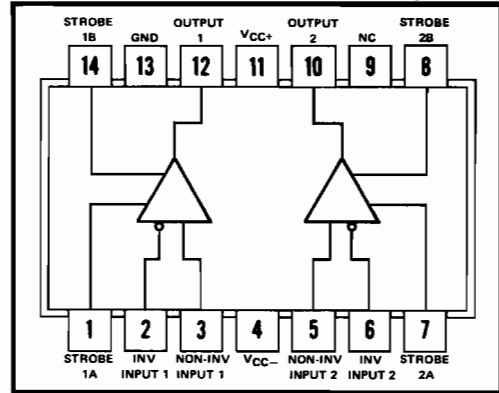 STROBE 1B GND OUTPUT 1 VCC+ OUTPUT 2 NC STROBE 2B
14 13 12 11 10 9 8
1 2 3 4 5 6 7
STROBE 1A INV INPUT 1 NON-INV INPUT 1 VCC– NON-INV INPUT 2 INV INPUT 2 STROBE 2A